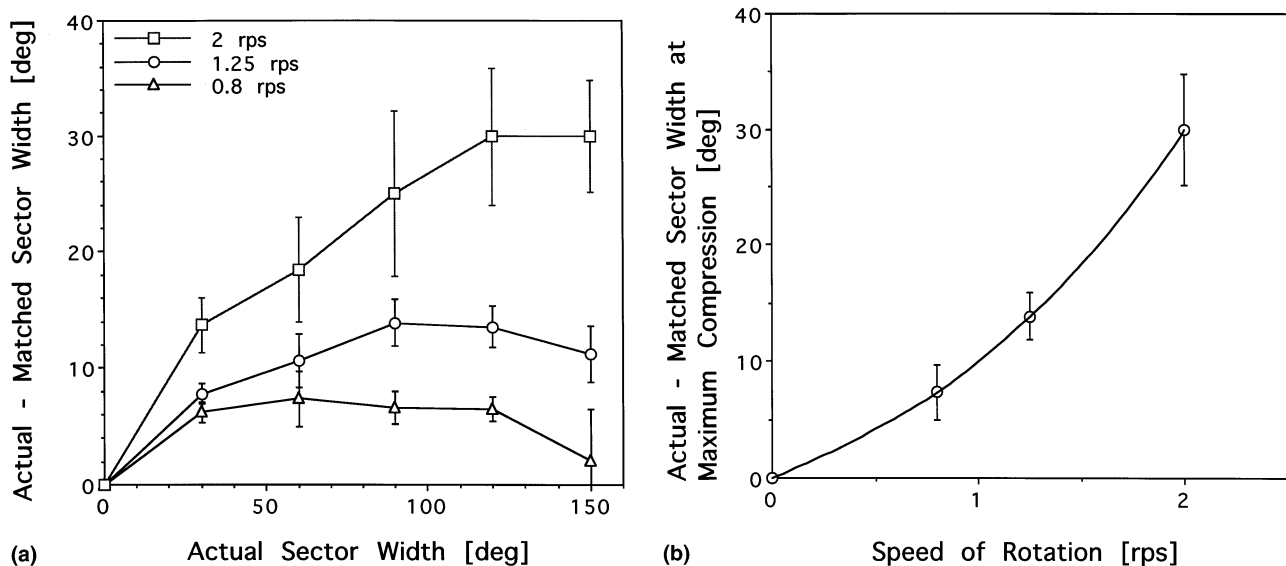 Actual - Matched Sector Width [deg]
40
30
20
10
0
2 rps
1.25 rps
0.8 rps
0 50 100 150
(a) Actual Sector Width [deg]
Actual - Matched Sector Width at
Maximum Compression [deg]
40
30
20
10
0
0 1 2
(b) Speed of Rotation [rps]